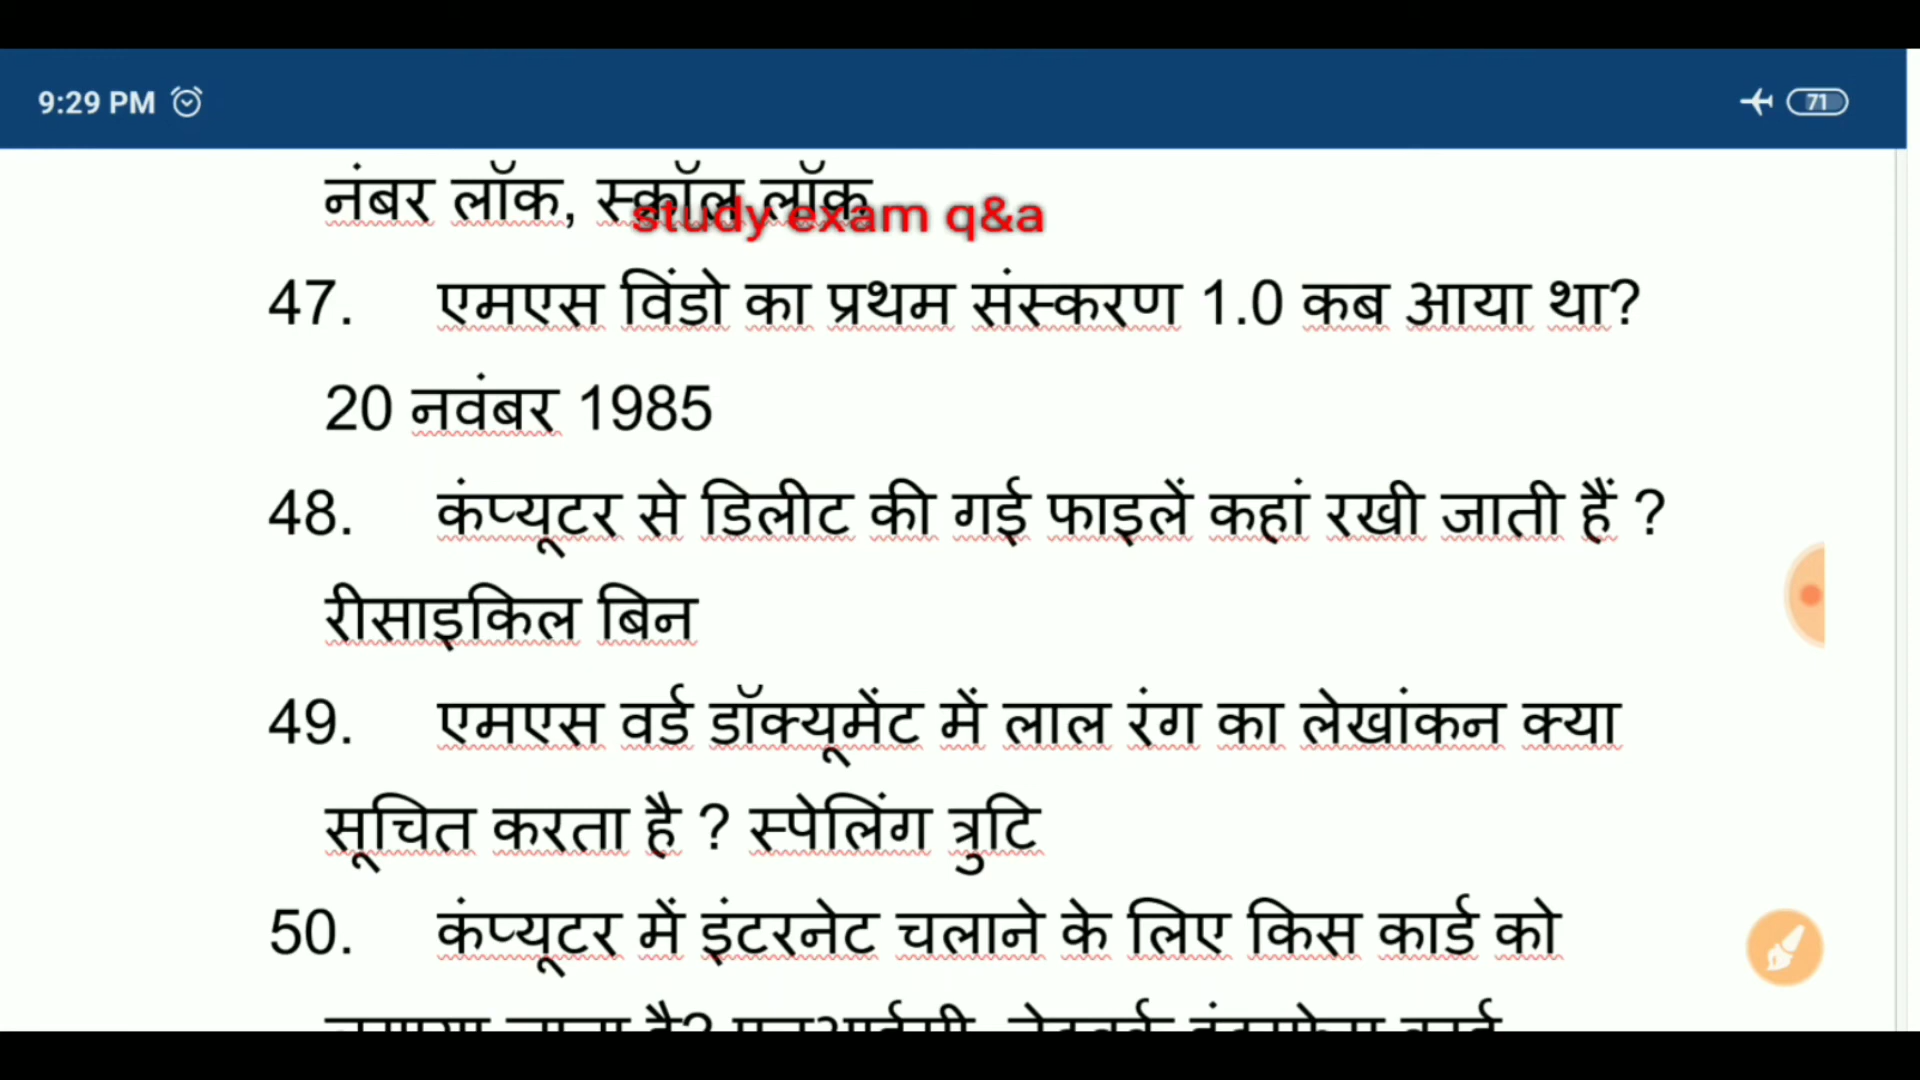 9:29 PM
71
नंबर लॉक, स्क्रॉल लॉक
study exam q&a
47. एमएस विंडो का प्रथम संस्करण 1.0 कब आया था?
20 नवंबर 1985
48. कंप्यूटर से डिलीट की गई फाइलें कहां रखी जाती हैं ?
रीसाइकिल बिन
49. एमएस वर्ड डॉक्यूमेंट में लाल रंग का लेखांकन क्या
सूचित करता है ? स्पेलिंग त्रुटि
50. कंप्यूटर में इंटरनेट चलाने के लिए किस कार्ड को